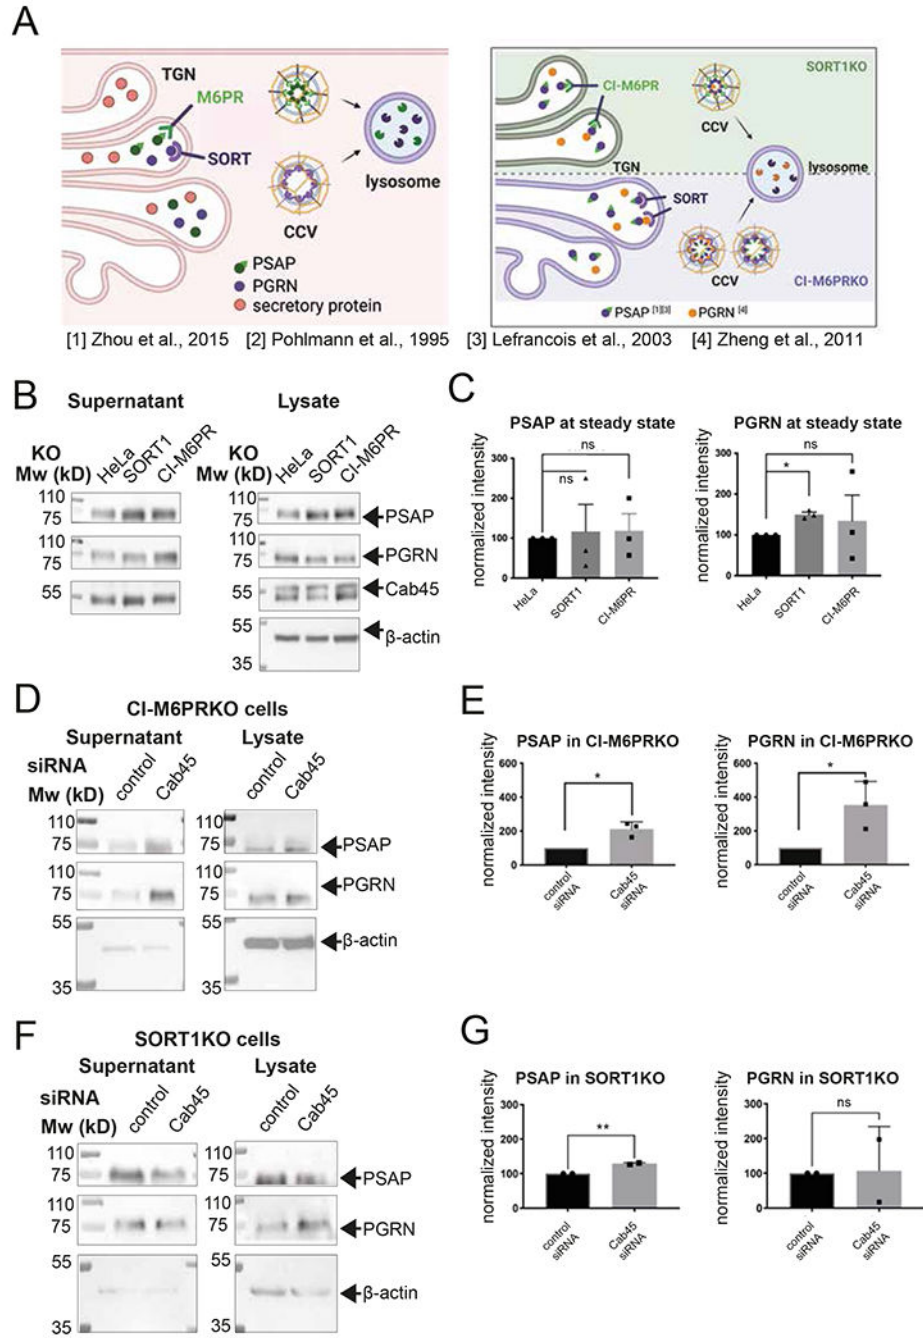 A
TGN
M6PR
SORT
lysosome
CCV
PSAP
PGRN
secretory protein
SORT1KO
CI-M6PR
CCV
TGN
lysosome
SORT
CCV
CI-M6PRKO
PSAP [1][3] PGRN [4]
[1] Zhou et al., 2015 [2] Pohlmann et al., 1995 [3] Lefrancois et al., 2003 [4] Zheng et al., 2011
B
Supernatant Lysate
KO HeLa SORT1 CI-M6PR KO HeLa SORT1 CI-M6PR
Mw (kD) Mw (kD)
110 110
75 75 PSAP
110 110
75 75 PGRN
55 55 Cab45
55
β-actin
35
C
PSAP at steady state
normalized intensity
300
200
100
0
ns
ns
HeLa SORT1 CI-M6PR
PGRN at steady state
normalized intensity
400
300
200
100
0
ns
*
HeLa SORT1 CI-M6PR
D
CI-M6PRKO cells
Supernatant Lysate
siRNA control Cab45 control Cab45
Mw (kD)
110 110
75 75 PSAP
110 110
75 75 PGRN
55 55
β-actin
35 35
E
PSAP in CI-M6PRKO
normalized intensity
600
400
200
0
*
control siRNA Cab45 siRNA
PGRN in CI-M6PRKO
normalized intensity
600
400
200
0
*
control siRNA Cab45 siRNA
F
SORT1KO cells
Supernatant Lysate
siRNA control Cab45 control Cab45
Mw (kD)
110 110
75 75 PSAP
110 110
75 75 PGRN
55 55
β-actin
35 35
G
PSAP in SORT1KO
normalized intensity
300
200
100
0
**
control siRNA Cab45 siRNA
PGRN in SORT1KO
normalized intensity
300
200
100
0
ns
control siRNA Cab45 siRNA